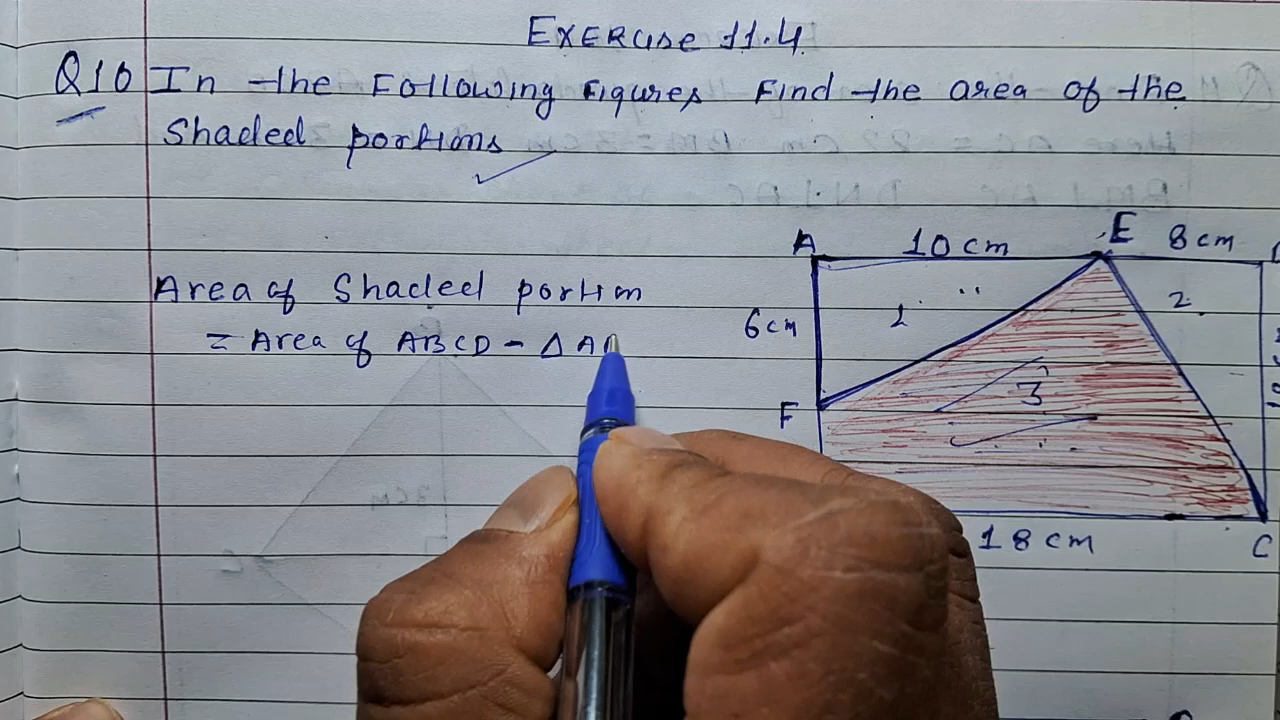 Exercise 11.4
Q10 In the Following Figures Find the area of the
Shaded portions
A 10 cm E 8 cm
Area of Shaded portion
= Area of ABCD - Δ A
6 cm
1
2
3
F
18 cm
C